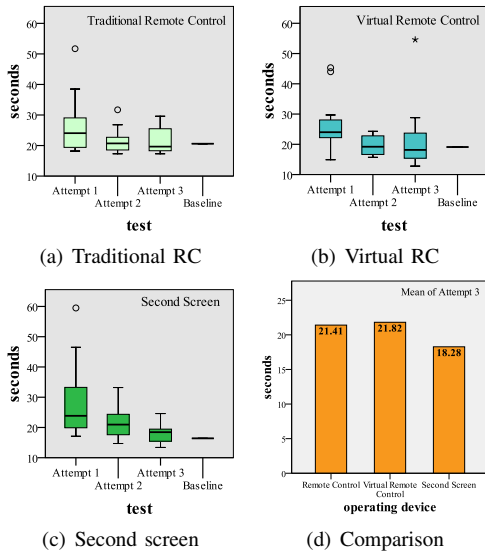 Traditional Remote Control
seconds
60
50
40
30
20
10
Attempt 1
Attempt 2
Attempt 3
Baseline
test
(a) Traditional RC
Virtual Remote Control
seconds
60
50
40
30
20
10
Attempt 1
Attempt 2
Attempt 3
Baseline
test
(b) Virtual RC
Second Screen
seconds
60
50
40
30
20
10
Attempt 1
Attempt 2
Attempt 3
Baseline
test
(c) Second screen
Mean of Attempt 3
seconds
25
20
15
10
5
0
21.41
21.82
18.28
Remote Control
Virtual Remote
Control
Second Screen
operating device
(d) Comparison